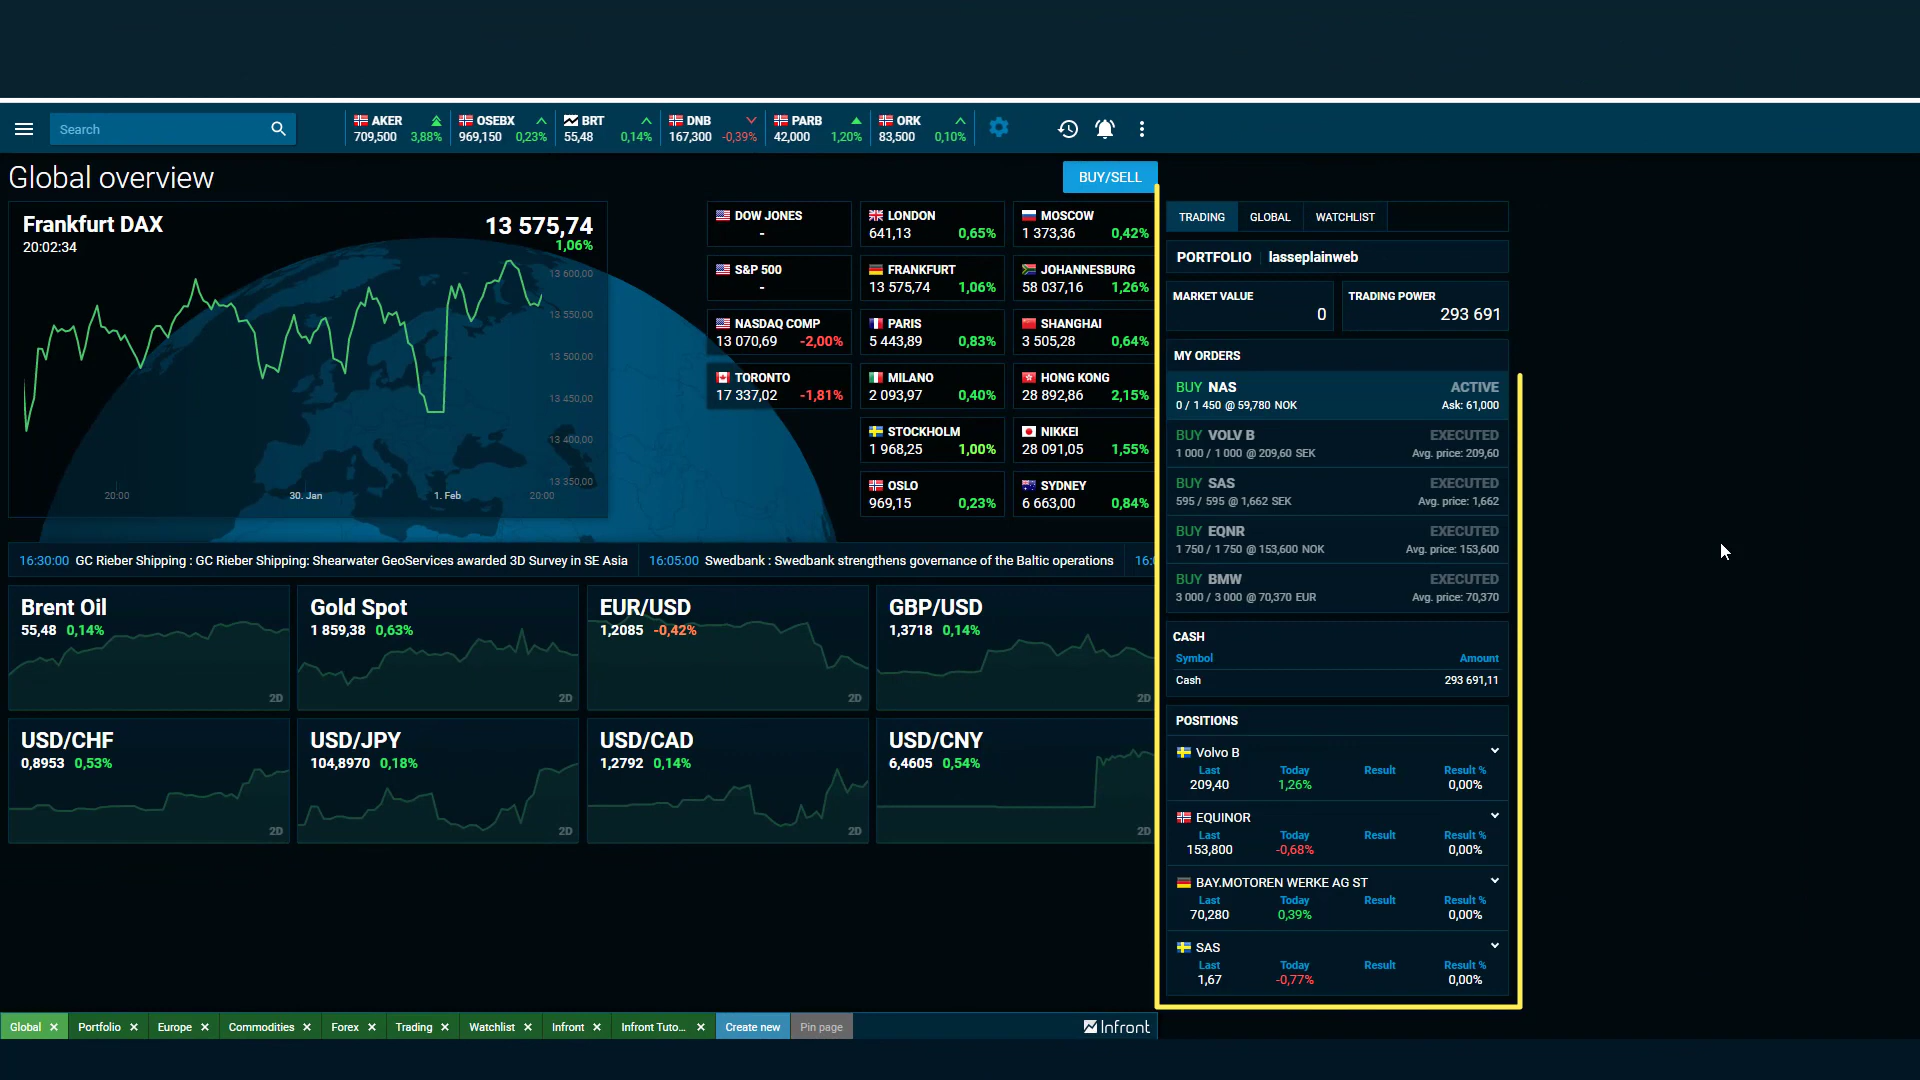 Search
AKER
709,500 3,88%
OSEBX
969,150 0,23%
BRT
55,48 0,14%
DNB
167,300 -0,39%
PARB
42,000 1,20%
ORK
83,500 0,10%
Global overview
BUY/SELL
Frankfurt DAX 13 575,74
20:02:34 1,06%
13 600,00
13 550,00
13 500,00
13 450,00
13 400,00
13 350,00
20:00 30. Jan 1. Feb 20:00
DOW JONES
-
S&P 500
-
NASDAQ COMP
13 070,69 -2,00%
TORONTO
17 337,02 -1,81%
LONDON
641,13 0,65%
FRANKFURT
13 575,74 1,06%
PARIS
5 443,89 0,83%
MILANO
2 093,97 0,40%
STOCKHOLM
1 968,25 1,00%
OSLO
969,15 0,23%
MOSCOW
1 373,36 0,42%
JOHANNESBURG
58 037,16 1,26%
SHANGHAI
3 505,28 0,64%
HONG KONG
28 892,86 2,15%
NIKKEI
28 091,05 1,55%
SYDNEY
6 663,00 0,84%
16:30:00 GC Rieber Shipping : GC Rieber Shipping: Shearwater GeoServices awarded 3D Survey in SE Asia 16:05:00 Swedbank : Swedbank strengthens governance of the Baltic operations
Brent Oil
55,48 0,14%
2D
Gold Spot
1 859,38 0,63%
2D
EUR/USD
1,2085 -0,42%
2D
GBP/USD
1,3718 0,14%
2D
USD/CHF
0,8953 0,53%
2D
USD/JPY
104,8970 0,18%
2D
USD/CAD
1,2792 0,14%
2D
USD/CNY
6,4605 0,54%
2D
TRADING GLOBAL WATCHLIST
PORTFOLIO lasseplainweb
MARKET VALUE
0
TRADING POWER
293 691
MY ORDERS
BUY NAS ACTIVE
0 / 1 450 @ 59,780 NOK Ask: 61,000
BUY VOLV B EXECUTED
1 000 / 1 000 @ 209,60 SEK Avg. price: 209,60
BUY SAS EXECUTED
595 / 595 @ 1,662 SEK Avg. price: 1,662
BUY EQNR EXECUTED
1 750 / 1 750 @ 153,600 NOK Avg. price: 153,600
BUY BMW EXECUTED
3 000 / 3 000 @ 70,370 EUR Avg. price: 70,370
CASH
Symbol Amount
Cash 293 691,11
POSITIONS
Volvo B
Last Today Result Result %
209,40 1,26% 0,00%
EQUINOR
Last Today Result Result %
153,800 -0,68% 0,00%
BAY.MOTOREN WERKE AG ST
Last Today Result Result %
70,280 0,39% 0,00%
SAS
Last Today Result Result %
1,67 -0,77% 0,00%
Global Portfolio Europe Commodities Forex Trading Watchlist Infront Infront Tuto... Create new Pin page
Infront